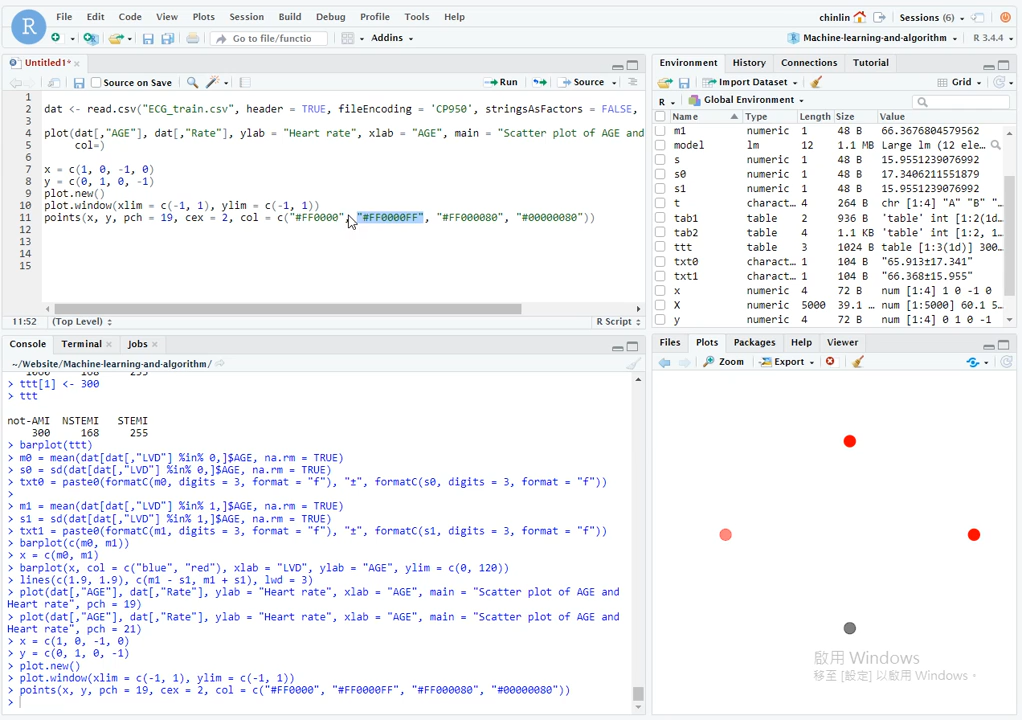 File Edit Code View Plots Session Build Debug Profile Tools Help
chinlin Sessions (6)
Go to file/functio Addins
Machine-learning-and-algorithm R 3.4.4
Untitled1*
Source on Save Run Source
1
2 dat <- read.csv("ECG_train.csv", header = TRUE, fileEncoding = 'CP950', stringsAsFactors = FALSE,
3
4 plot(dat[,"AGE"], dat[,"Rate"], ylab = "Heart rate", xlab = "AGE", main = "Scatter plot of AGE and
5 col=)
6
7 x = c(1, 0, -1, 0)
8 y = c(0, 1, 0, -1)
9 plot.new()
10 plot.window(xlim = c(-1, 1), ylim = c(-1, 1))
11 points(x, y, pch = 19, cex = 2, col = c("#FF0000", "#FF0000FF", "#FF000080", "#00000080"))
12
13
14
15
11:52 (Top Level) R Script
Console Terminal Jobs
~/Website/Machine-learning-and-algorithm/
1000 168 255
> ttt[1] <- 300
> ttt
not-AMI NSTEMI STEMI
300 168 255
> barplot(ttt)
> m0 = mean(dat[dat[,"LVD"] %in% 0,]$AGE, na.rm = TRUE)
> s0 = sd(dat[dat[,"LVD"] %in% 0,]$AGE, na.rm = TRUE)
> txt0 = paste0(formatC(m0, digits = 3, format = "f"), "±", formatC(s0, digits = 3, format = "f"))
>
> m1 = mean(dat[dat[,"LVD"] %in% 1,]$AGE, na.rm = TRUE)
> s1 = sd(dat[dat[,"LVD"] %in% 1,]$AGE, na.rm = TRUE)
> txt1 = paste0(formatC(m1, digits = 3, format = "f"), "±", formatC(s1, digits = 3, format = "f"))
> barplot(c(m0, m1))
> x = c(m0, m1)
> barplot(x, col = c("blue", "red"), xlab = "LVD", ylab = "AGE", ylim = c(0, 120))
> lines(c(1.9, 1.9), c(m1 - s1, m1 + s1), lwd = 3)
> plot(dat[,"AGE"], dat[,"Rate"], ylab = "Heart rate", xlab = "AGE", main = "Scatter plot of AGE and
Heart rate", pch = 19)
> plot(dat[,"AGE"], dat[,"Rate"], ylab = "Heart rate", xlab = "AGE", main = "Scatter plot of AGE and
Heart rate", pch = 21)
> x = c(1, 0, -1, 0)
> y = c(0, 1, 0, -1)
> plot.new()
> plot.window(xlim = c(-1, 1), ylim = c(-1, 1))
> points(x, y, pch = 19, cex = 2, col = c("#FF0000", "#FF0000FF", "#FF000080", "#00000080"))
>
Environment History Connections Tutorial
Import Dataset Grid
R Global Environment
Name Type Length Size Value
m1 numeric 1 48 B 66.3676804579562
model lm 12 1.1 MB Large lm (12 ele…
s numeric 1 48 B 15.9551239076992
s0 numeric 1 48 B 17.3406211551879
s1 numeric 1 48 B 15.9551239076992
t charact… 4 264 B chr [1:4] "A" "B" "…
tab1 table 2 936 B 'table' int [1:2(1d…
tab2 table 4 1.1 KB 'table' int [1:2, 1…
ttt table 3 1024 B table [1:3(1d)] 300…
txt0 charact… 1 104 B "65.913±17.341"
txt1 charact… 1 104 B "66.368±15.955"
x numeric 4 72 B num [1:4] 1 0 -1 0
X numeric 5000 39.1 … num [1:5000] 60.1 5…
y numeric 4 72 B num [1:4] 0 1 0 -1
Files Plots Packages Help Viewer
Zoom Export
啟用 Windows
移至 [設定] 以啟用 Windows。